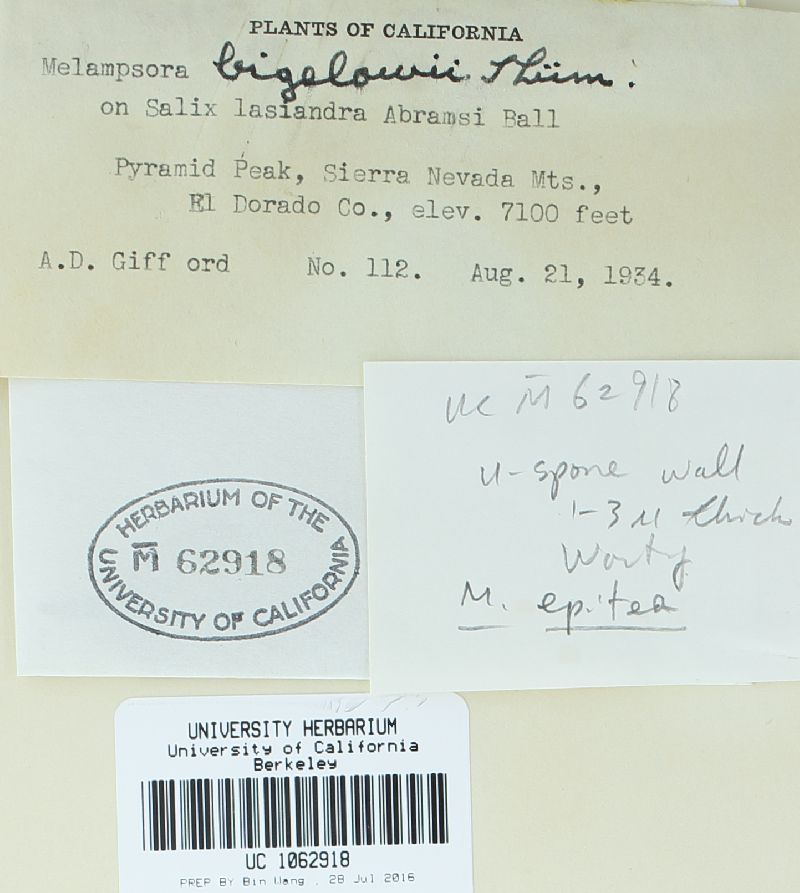 PLANTS OF CALIFORNIA
Melampsora bigelowii Thüm.
on Salix lasiandra Abramsi Ball
Pyramid Peak, Sierra Nevada Mts.,
El Dorado Co., elev. 7100 feet
A.D. Giff ord No. 112. Aug. 21, 1934.
UC M̅ 62918
u-spore wall
1-3 µ thick
Warty
M. epitea
HERBARIUM OF THE
M̅ 62918
UNIVERSITY OF CALIFORNIA
UNIVERSITY HERBARIUM
University of California
Berkeley
UC 1062918
PREP BY Bin Wang . 28 Jul 2016